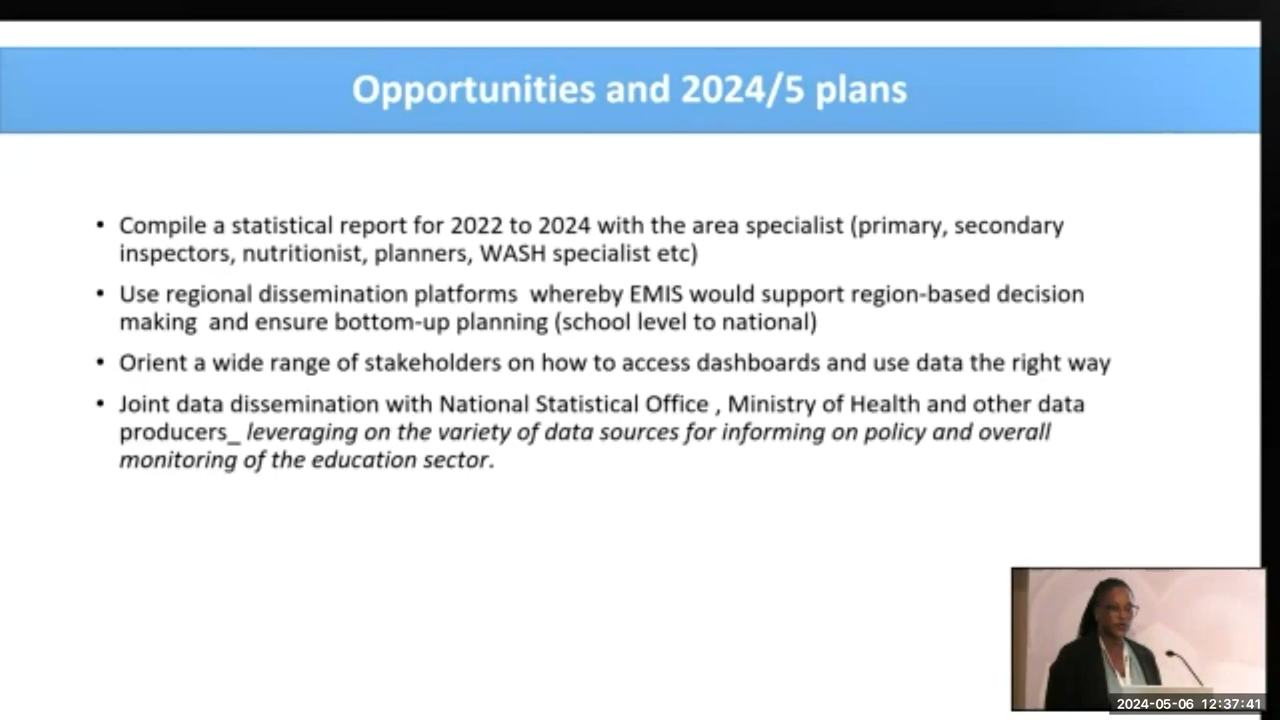 Opportunities and 2024/5 plans
• Compile a statistical report for 2022 to 2024 with the area specialist (primary, secondary
inspectors, nutritionist, planners, WASH specialist etc)
• Use regional dissemination platforms  whereby EMIS would support region-based decision
making  and ensure bottom-up planning (school level to national)
• Orient a wide range of stakeholders on how to access dashboards and use data the right way
• Joint data dissemination with National Statistical Office , Ministry of Health and other data
producers_ leveraging on the variety of data sources for informing on policy and overall
monitoring of the education sector.
2024-05-06 12:37:41